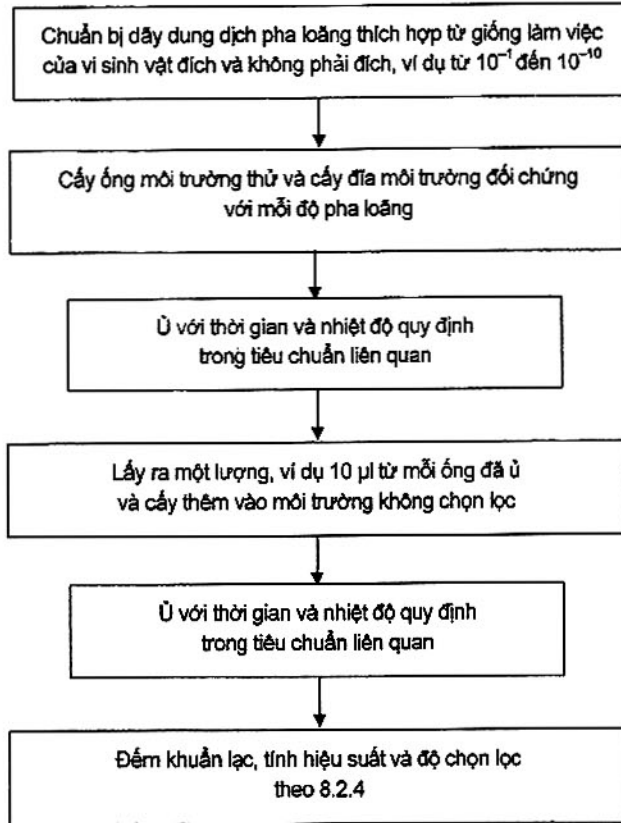 Chuẩn bị dãy dung dịch pha loãng thích hợp từ giống làm việc
của vi sinh vật đích và không phải đích, ví dụ từ 10⁻¹ đến 10⁻¹⁰
Cấy ống môi trường thử và cấy đĩa môi trường đối chứng
với mỗi độ pha loãng
Ủ với thời gian và nhiệt độ quy định
trong tiêu chuẩn liên quan
Lấy ra một lượng, ví dụ 10 µl từ mỗi ống đã ủ
và cấy thêm vào môi trường không chọn lọc
Ủ với thời gian và nhiệt độ quy định
trong tiêu chuẩn liên quan
Đếm khuẩn lạc, tính hiệu suất và độ chọn lọc
theo 8.2.4